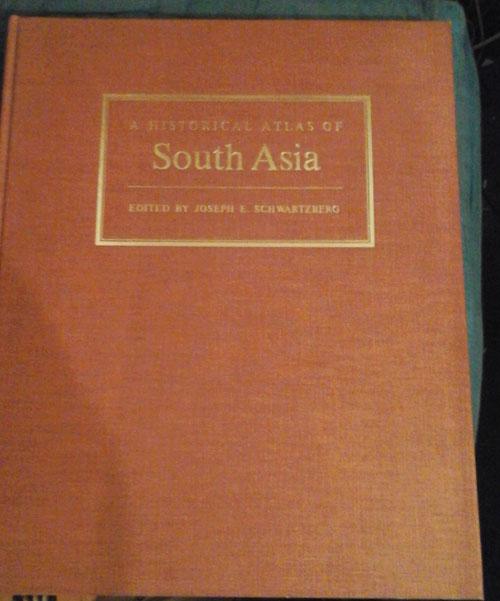 A HISTORICAL ATLAS OF
South Asia
EDITED BY JOSEPH E. SCHWARTZBERG